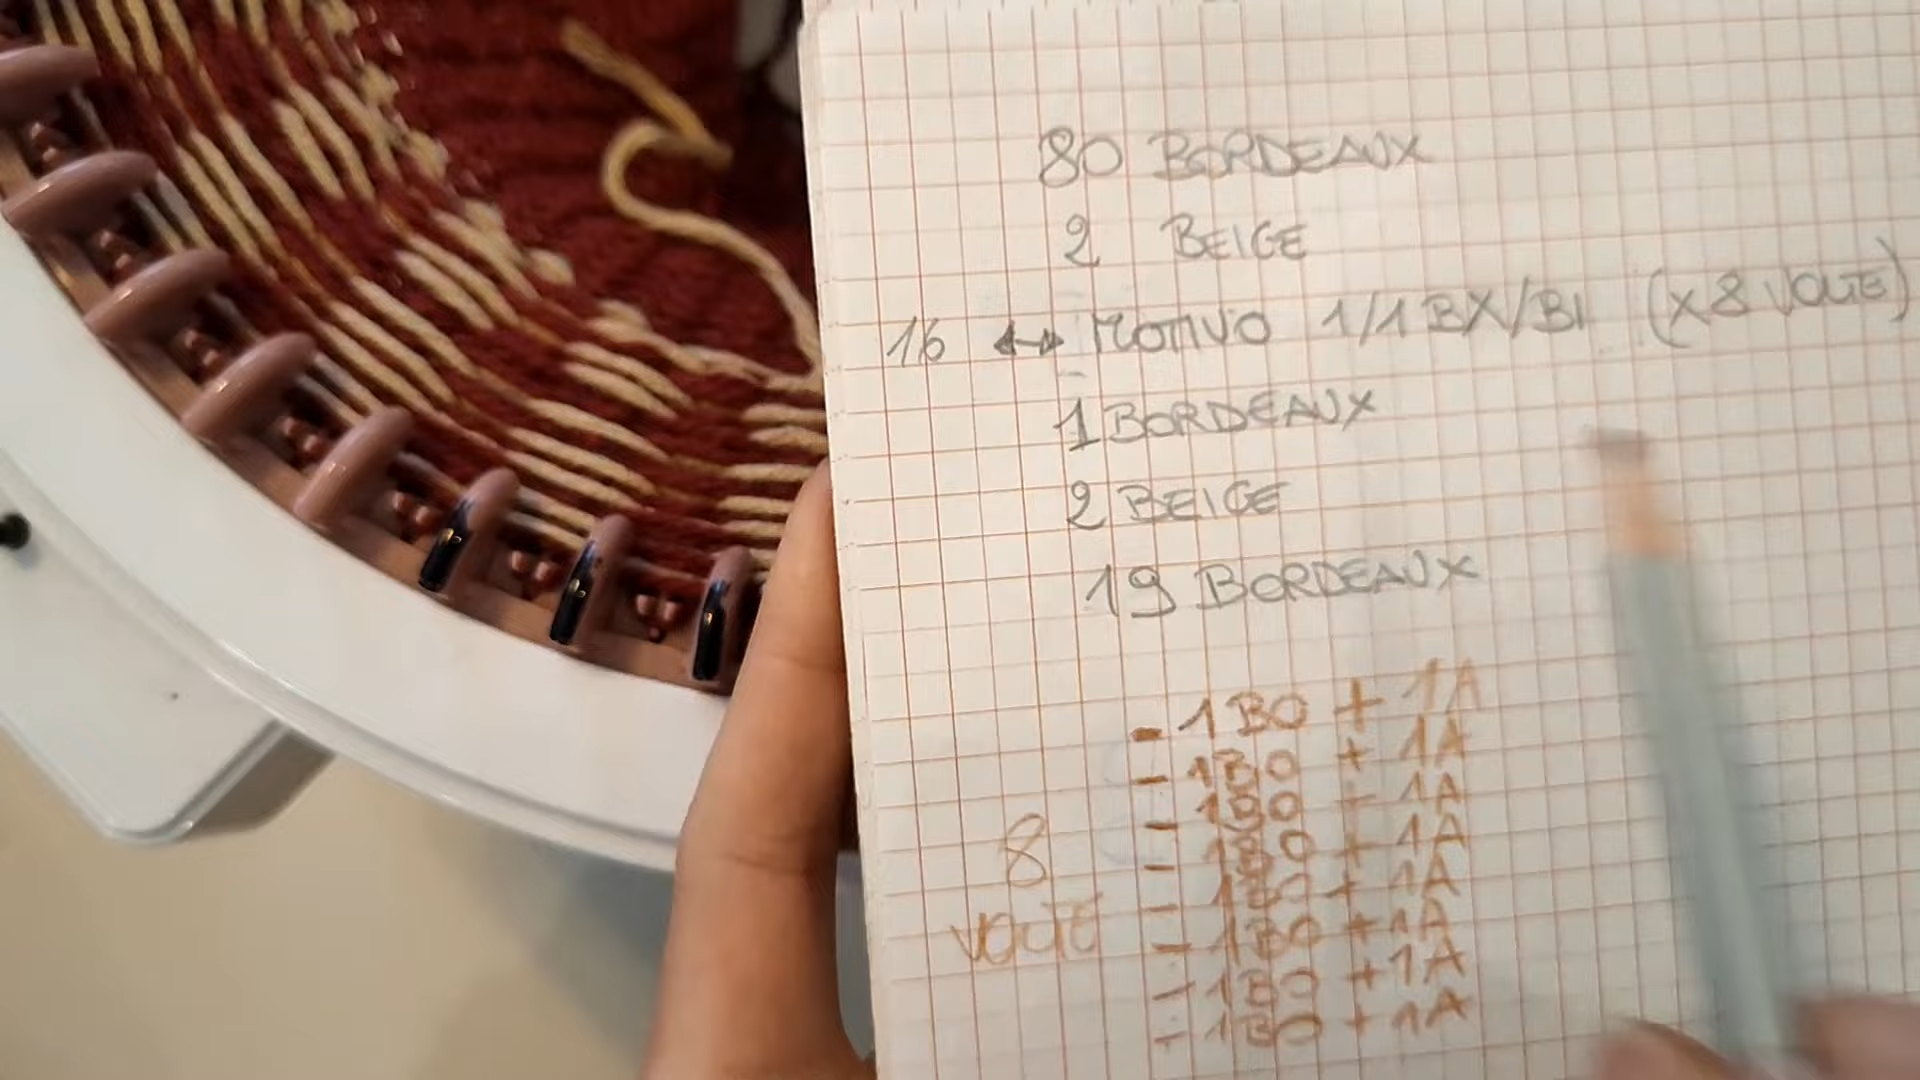 80 BORDEAUX
2 BEIGE
16 ↔ MOTIVO 1/1 BX/BI (X 8 VOLTE)
1 BORDEAUX
2 BEIGE
19 BORDEAUX
- 1 BO + 1A
- 1 BO + 1A
- 1 BO + 1A
- 1 BO + 1A
- 1 BO + 1A
- 1 BO + 1A
- 1 BO + 1A
- 1 BO + 1A
8
VOLTE